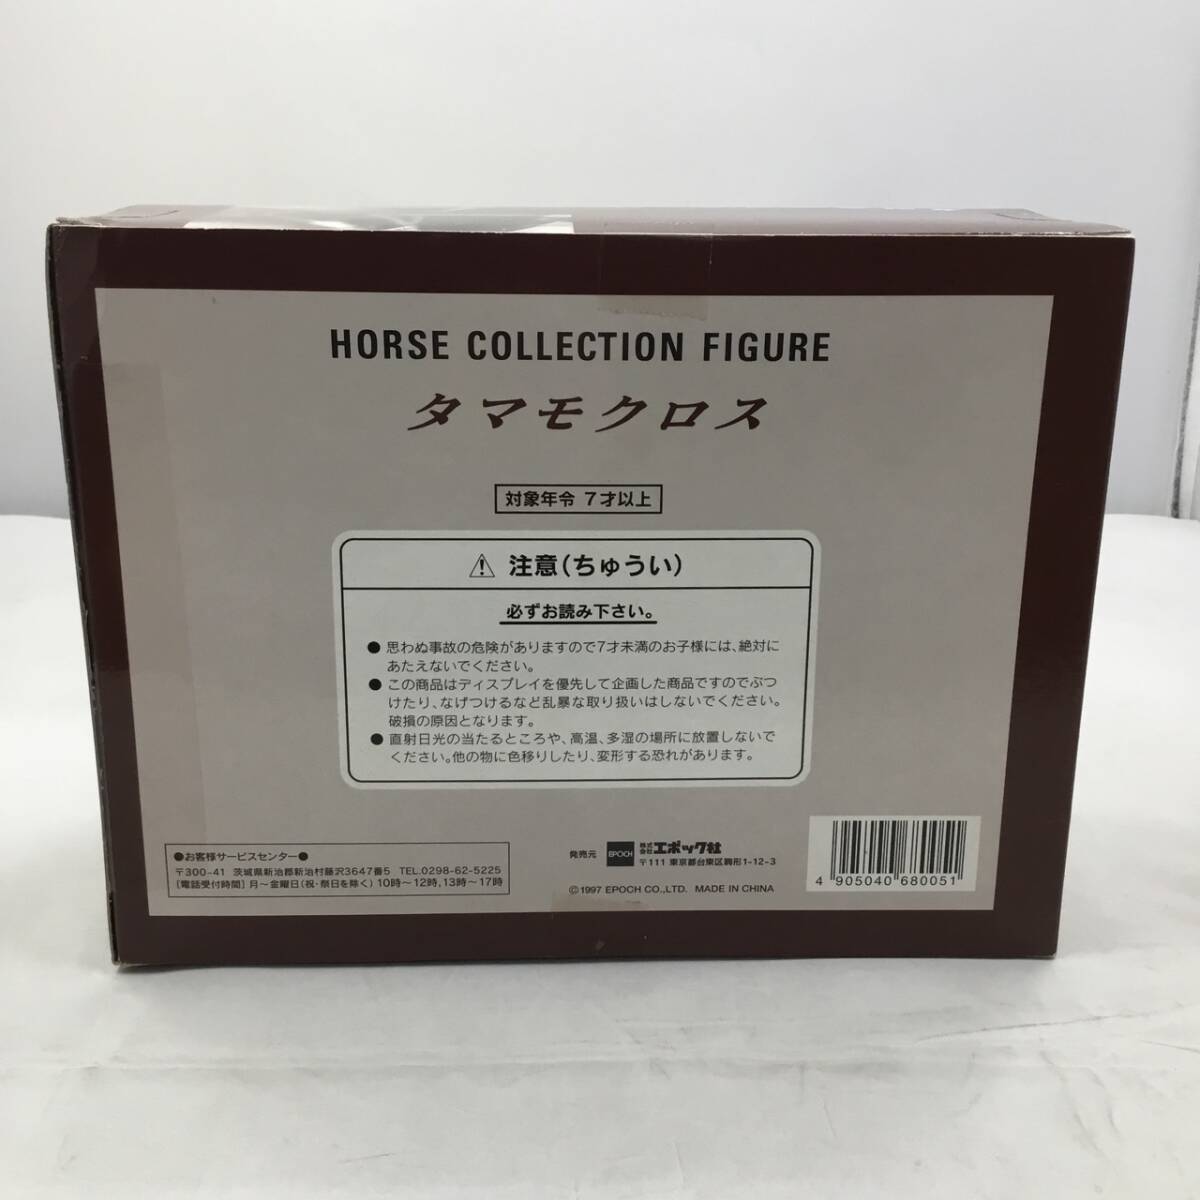 HORSE COLLECTION FIGURE
タマモクロス
対象年令 7才以上
⚠ 注意(ちゅうい)
必ずお読み下さい。
● 思わぬ事故の危険がありますので7才未満のお子様には、絶対に
あたえないでください。
● この商品はディスプレイを優先して企画した商品ですのでぶつ
けたり、なげつけるなど乱暴な取り扱いはしないでください。
破損の原因となります。
● 直射日光の当たるところや、高温、多湿の場所に放置しないで
ください。他の物に色移りしたり、変形する恐れがあります。
●お客様サービスセンター●
〒300-41 茨城県新治郡新治村藤沢3647番5 TEL.0298-62-5225
[電話受付時間] 月〜金曜日(祝・祭日を除く) 10時〜12時, 13時〜17時
発売元 EPOCH 株式会社エポック社
〒111 東京都台東区駒形1-12-3
©1997 EPOCH CO.,LTD. MADE IN CHINA
4 905040 680051